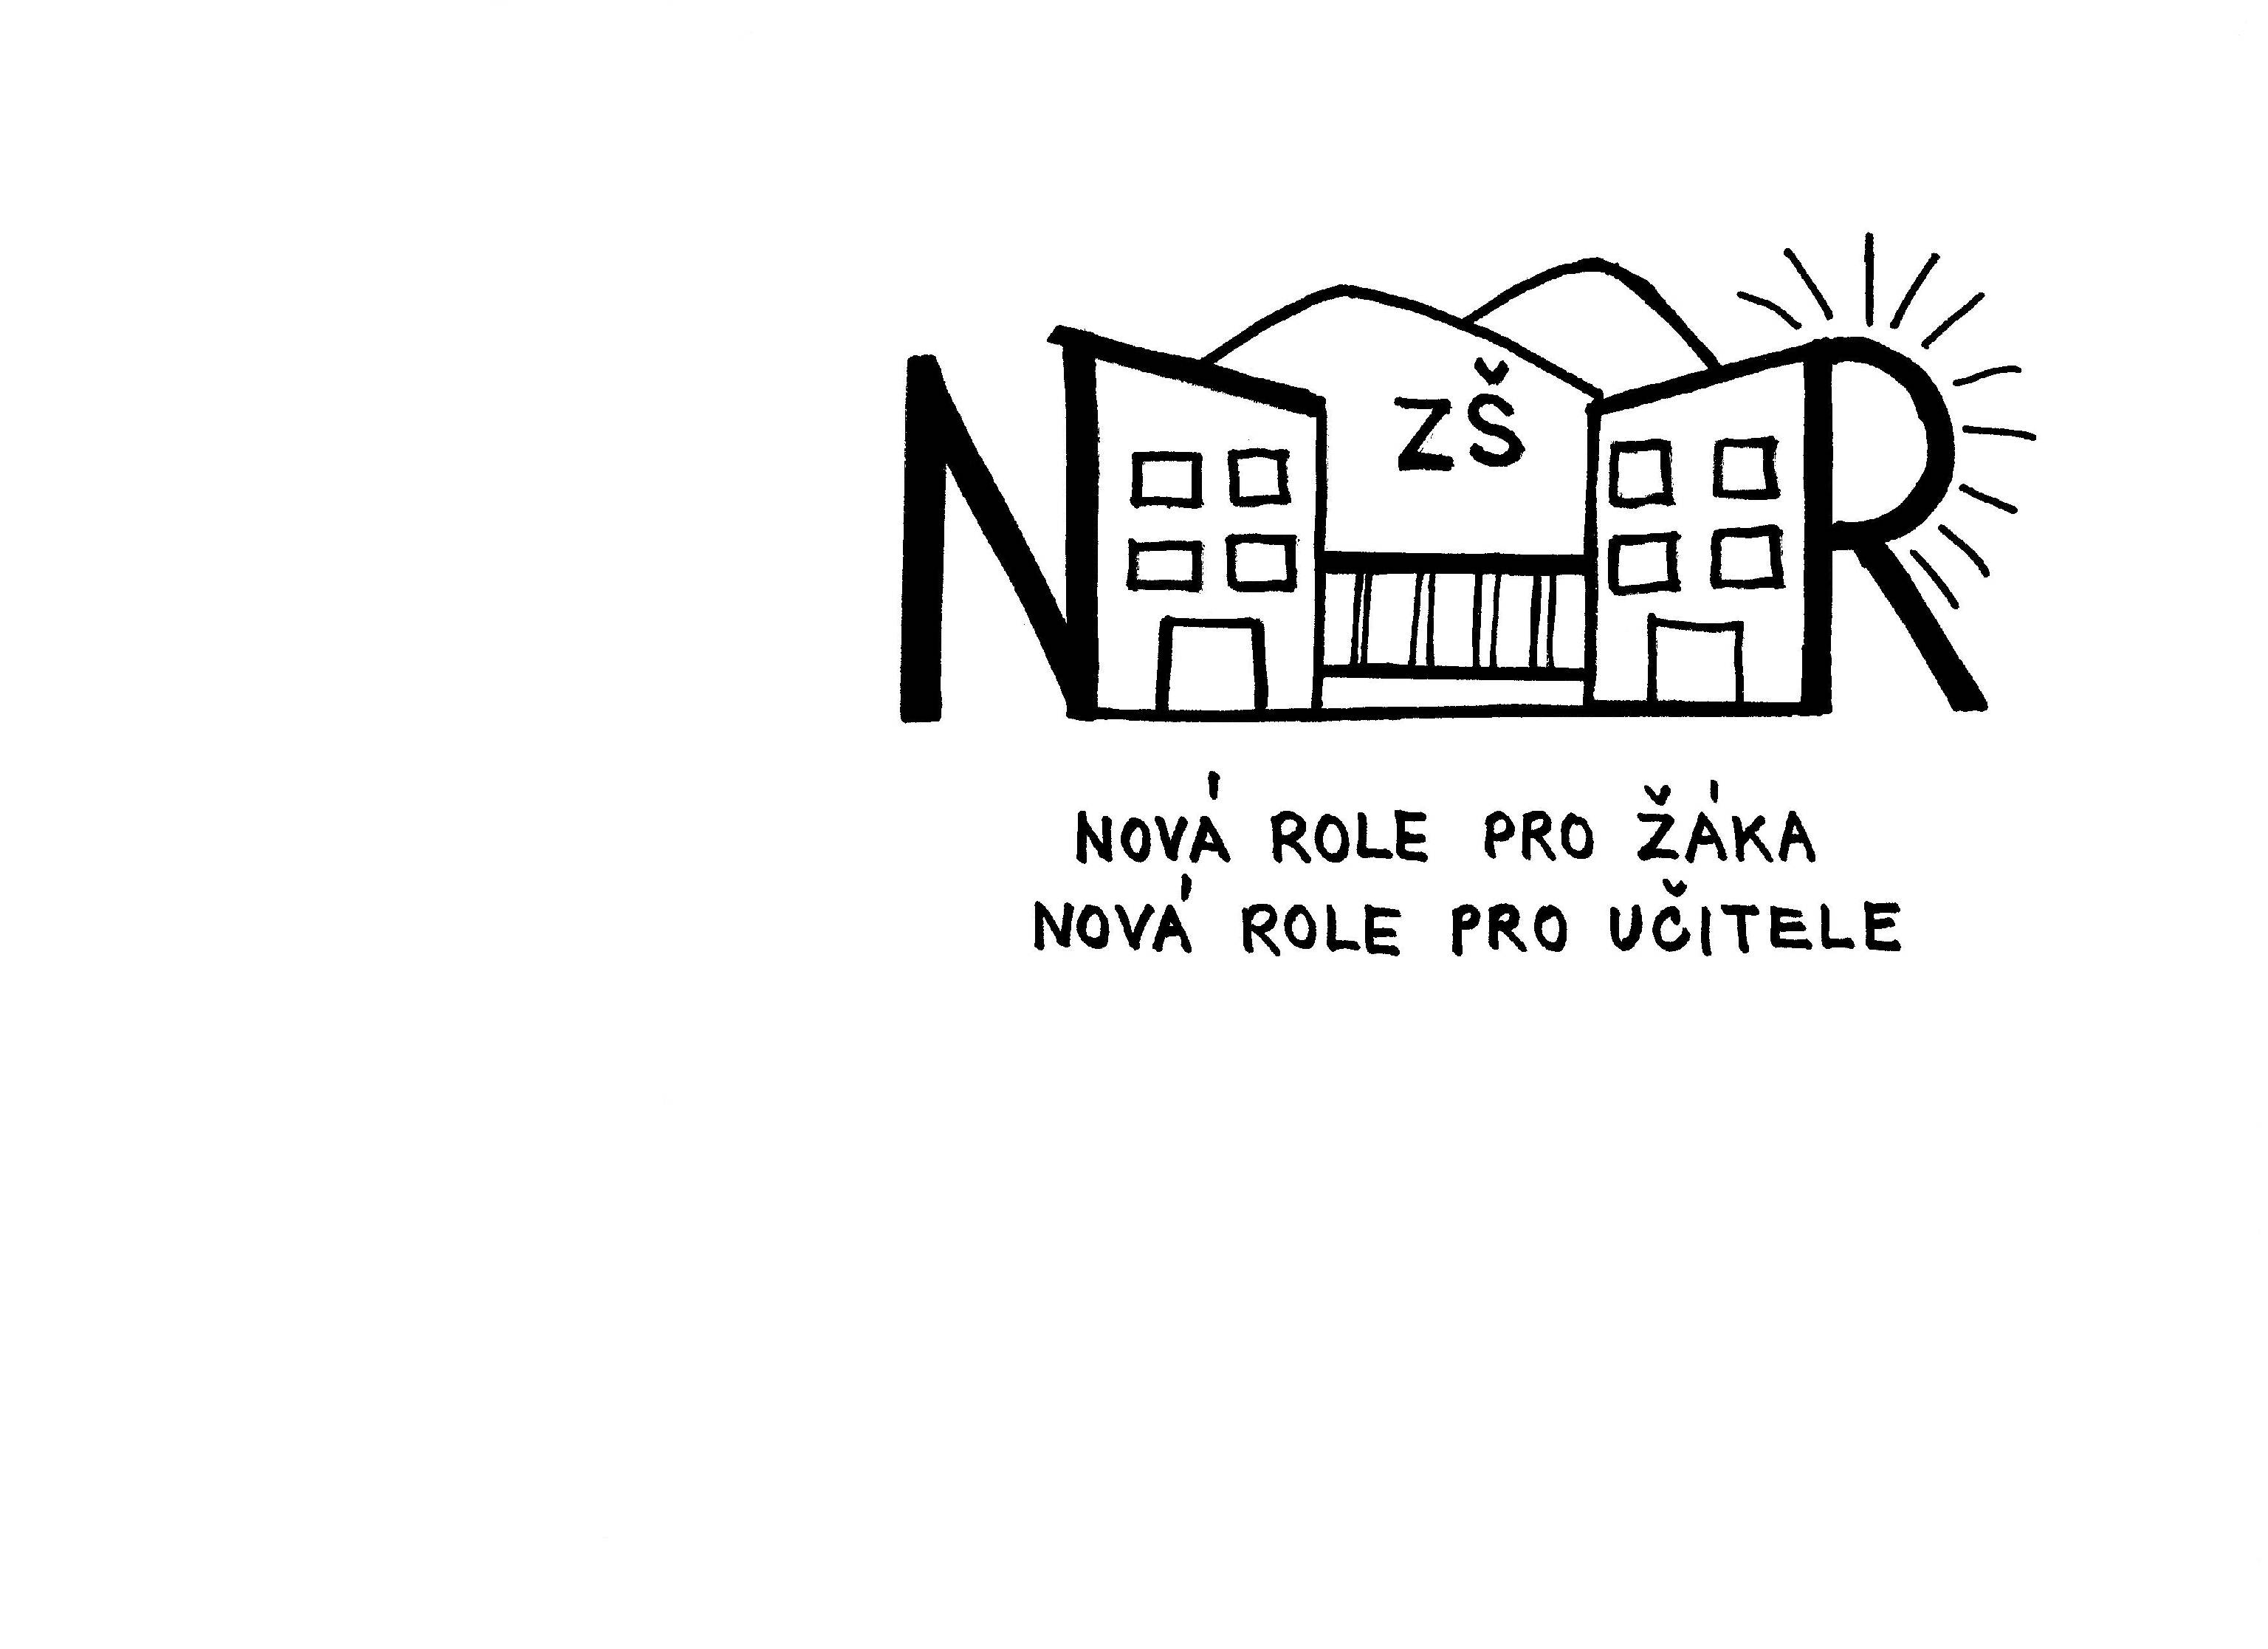 N ZŠ R
NOVÁ ROLE PRO ŽÁKA
NOVÁ ROLE PRO UČITELE